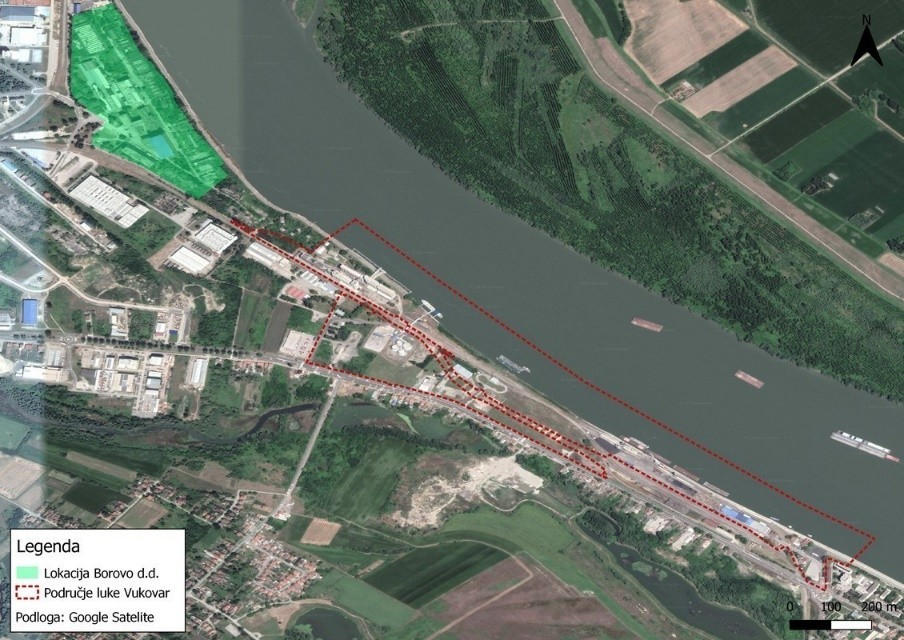 N
Legenda
Lokacija Borovo d.d.
Područje luke Vukovar
Podloga: Google Satelite
0 100 200 m